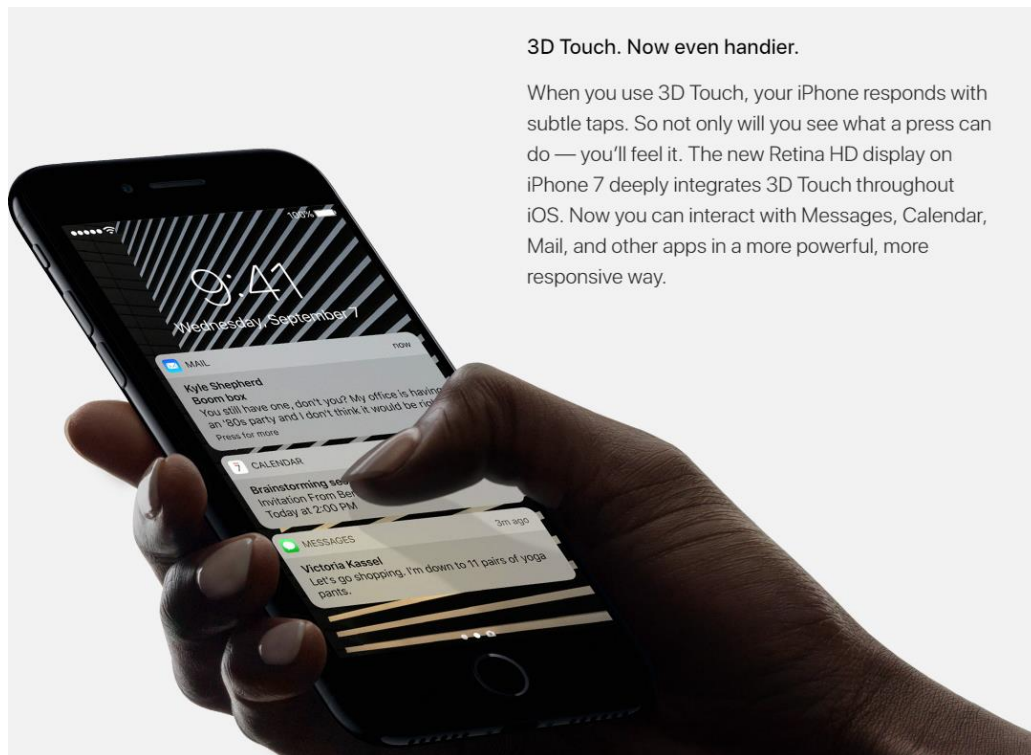 3D Touch. Now even handier.
When you use 3D Touch, your iPhone responds with
subtle taps. So not only will you see what a press can
do — you'll feel it. The new Retina HD display on
iPhone 7 deeply integrates 3D Touch throughout
iOS. Now you can interact with Messages, Calendar,
Mail, and other apps in a more powerful, more
responsive way.
100%
9:41
Wednesday, September 7
MAIL now
Kyle Shepherd
Boom box
You still have one, don't you? My office is having
an '80s party and I don't think it would be
Press for more
7 CALENDAR
Brainstorming
Invitation From
Today at 2:00 PM
MESSAGES 3m ago
Victoria Kassel
Let's go shopping. I'm down to 11 pairs of yoga
pants.